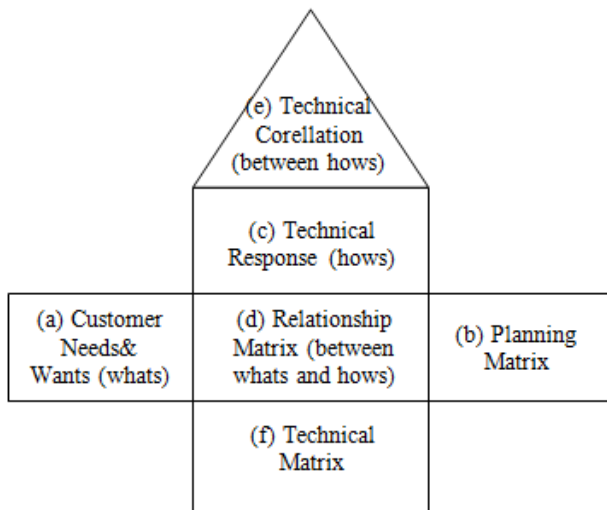 (e) Technical
Corellation
(between hows)
(c) Technical
Response (hows)
(a) Customer
Needs&
Wants (whats)
(d) Relationship
Matrix (between
whats and hows)
(b) Planning
Matrix
(f) Technical
Matrix